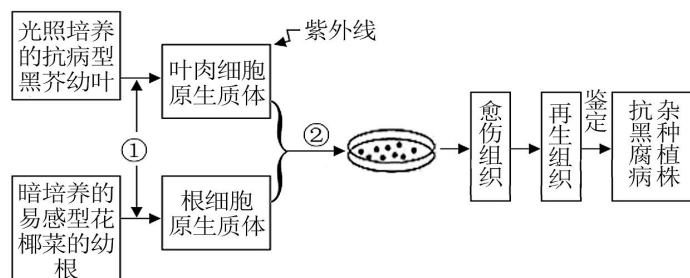 光照培养
的抗病型
黑芥幼叶
叶肉细胞
原生质体
紫外线
①
②
暗培养的
易感型花
椰菜的幼
根
根细胞
原生质体
愈伤组织
再生组织
鉴定
抗黑腐病
杂种植株